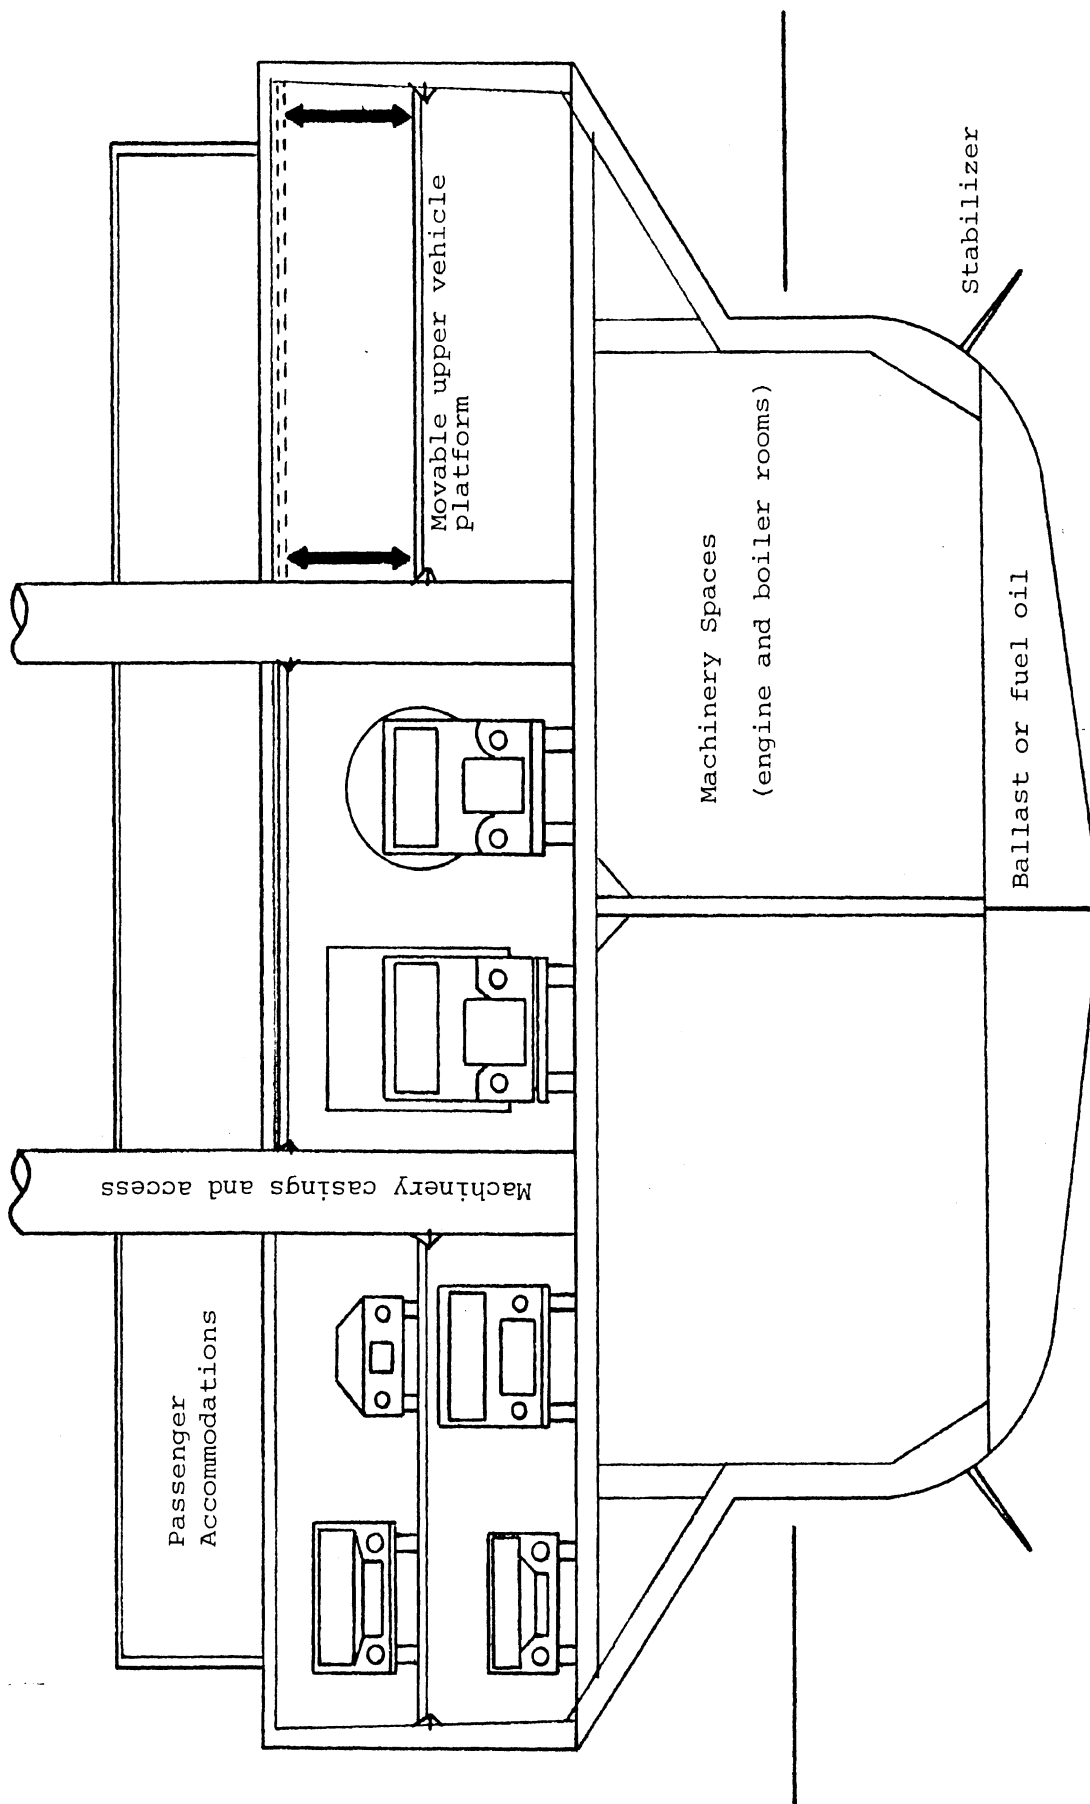 Passenger
Accommodations
Machinery casings and access
Movable upper vehicle
platform
Machinery Spaces
(engine and boiler rooms)
Stabilizer
Ballast or fuel oil